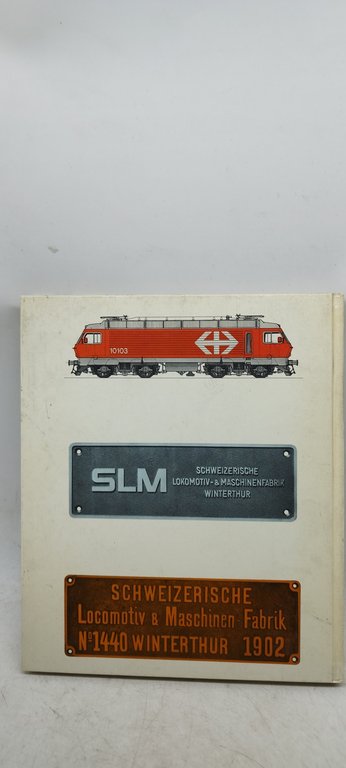 10103
SLM
SCHWEIZERISCHE
LOKOMOTIV-& MASCHINENFABRIK
WINTERTHUR
SCHWEIZERISCHE
Locomotiv & Maschinen Fabrik
Nº1440 WINTERTHUR 1902